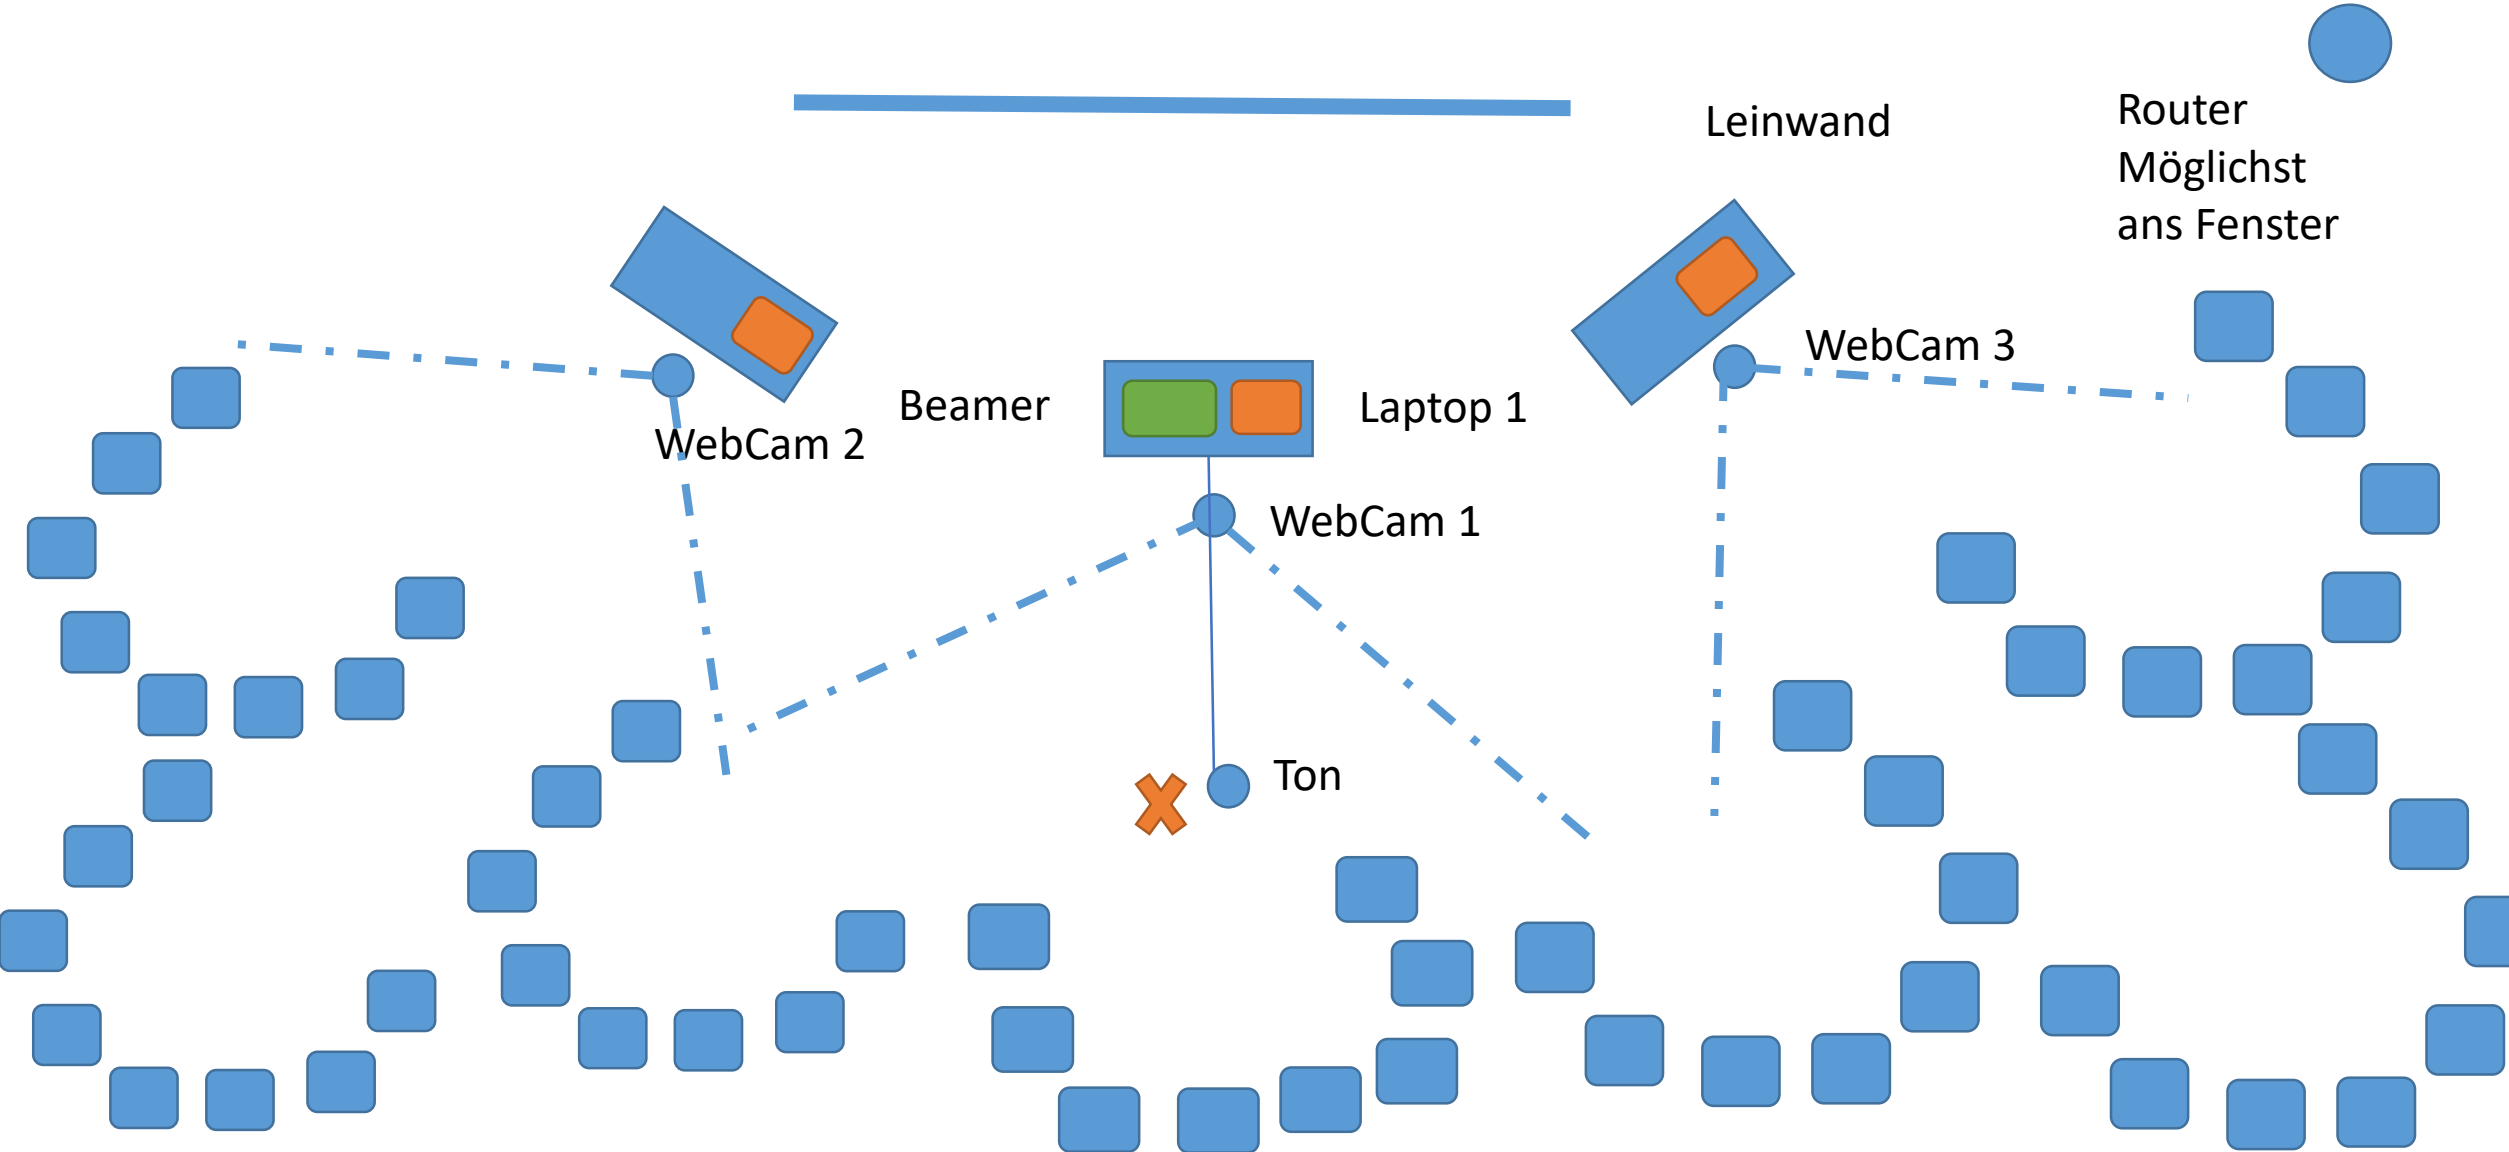 Leinwand
Router
Möglichst
ans Fenster
WebCam 3
Beamer
Laptop 1
WebCam 2
WebCam 1
Ton